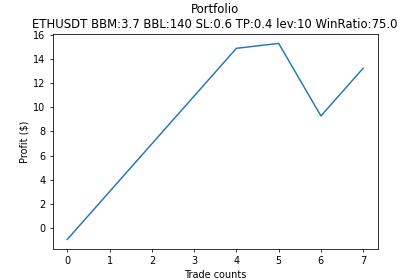 Portfolio
ETHUSDT BBM:3.7 BBL:140 SL:0.6 TP:0.4 lev:10 WinRatio:75.0
16
14
12
10
8
6
4
2
0
Profit ($)
0 1 2 3 4 5 6 7
Trade counts